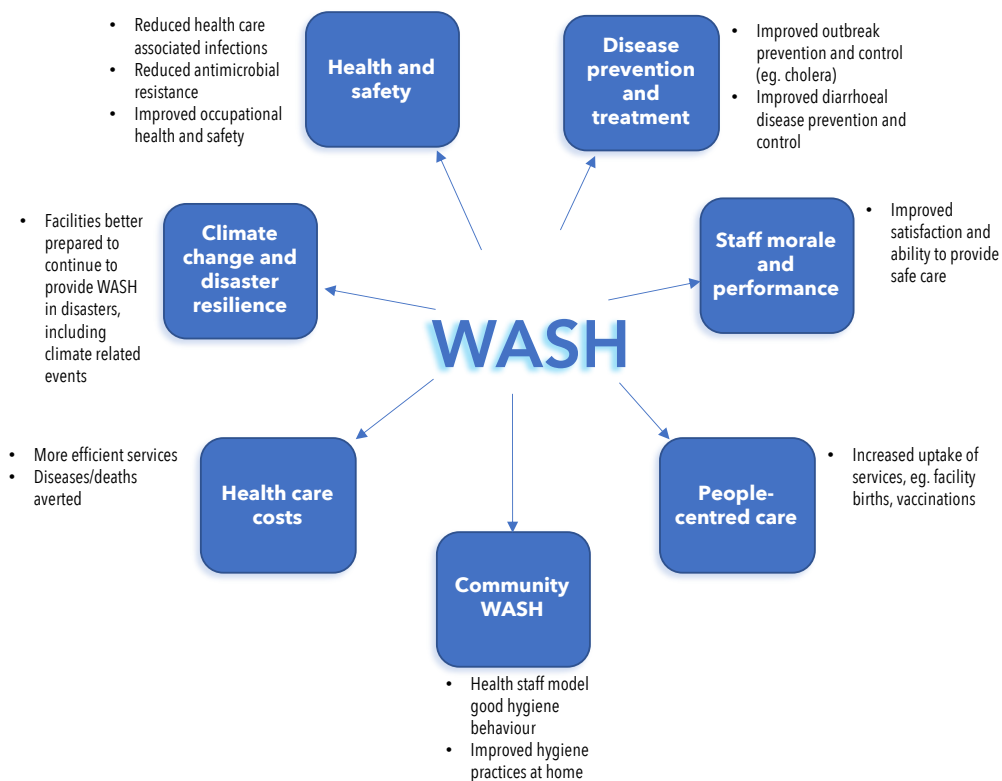 • Reduced health care
associated infections
• Reduced antimicrobial
resistance
• Improved occupational
health and safety
Health and
safety
Disease
prevention
and
treatment
• Improved outbreak
prevention and control
(eg. cholera)
• Improved diarrhoeal
disease prevention and
control
• Facilities better
prepared to
continue to
provide WASH
in disasters,
including
climate related
events
Climate
change and
disaster
resilience
Staff morale
and
performance
• Improved
satisfaction and
ability to provide
safe care
WASH
• More efficient services
• Diseases/deaths
averted
Health care
costs
People-
centred care
• Increased uptake of
services, eg. facility
births, vaccinations
Community
WASH
• Health staff model
good hygiene
behaviour
• Improved hygiene
practices at home